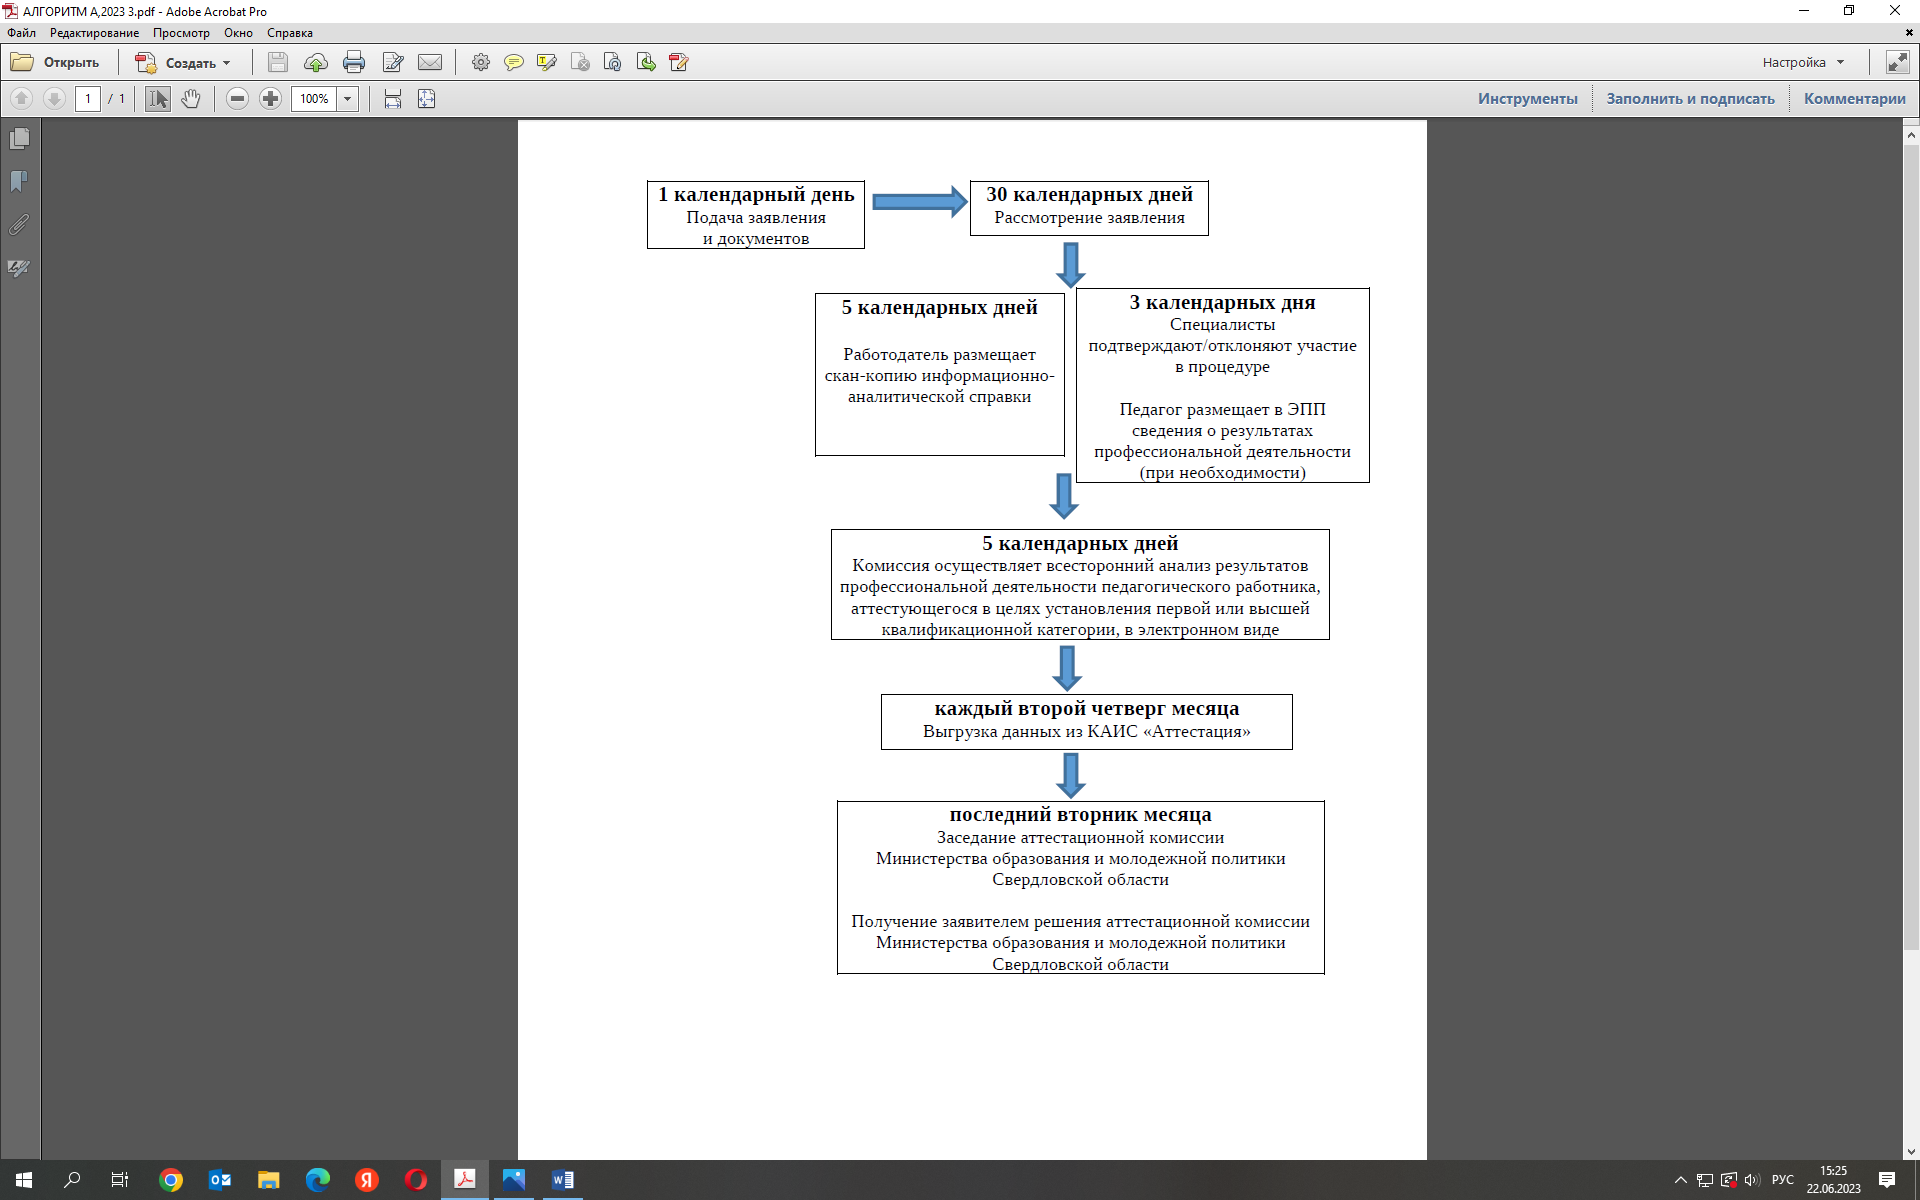 АЛГОРИТМ А,2023 3.pdf - Adobe Acrobat Pro
Файл Редактирование Просмотр Окно Справка
Открыть Создать Настройка
1 / 1 100% Инструменты Заполнить и подписать Комментарии
1 календарный день
Подача заявления
и документов
30 календарных дней
Рассмотрение заявления
5 календарных дней
Работодатель размещает
скан-копию информационно-
аналитической справки
3 календарных дня
Специалисты
подтверждают/отклоняют участие
в процедуре
Педагог размещает в ЭПП
сведения о результатах
профессиональной деятельности
(при необходимости)
5 календарных дней
Комиссия осуществляет всесторонний анализ результатов
профессиональной деятельности педагогического работника,
аттестующегося в целях установления первой или высшей
квалификационной категории, в электронном виде
каждый второй четверг месяца
Выгрузка данных из КАИС «Аттестация»
последний вторник месяца
Заседание аттестационной комиссии
Министерства образования и молодежной политики
Свердловской области
Получение заявителем решения аттестационной комиссии
Министерства образования и молодежной политики
Свердловской области
РУС
15:25
22.06.2023